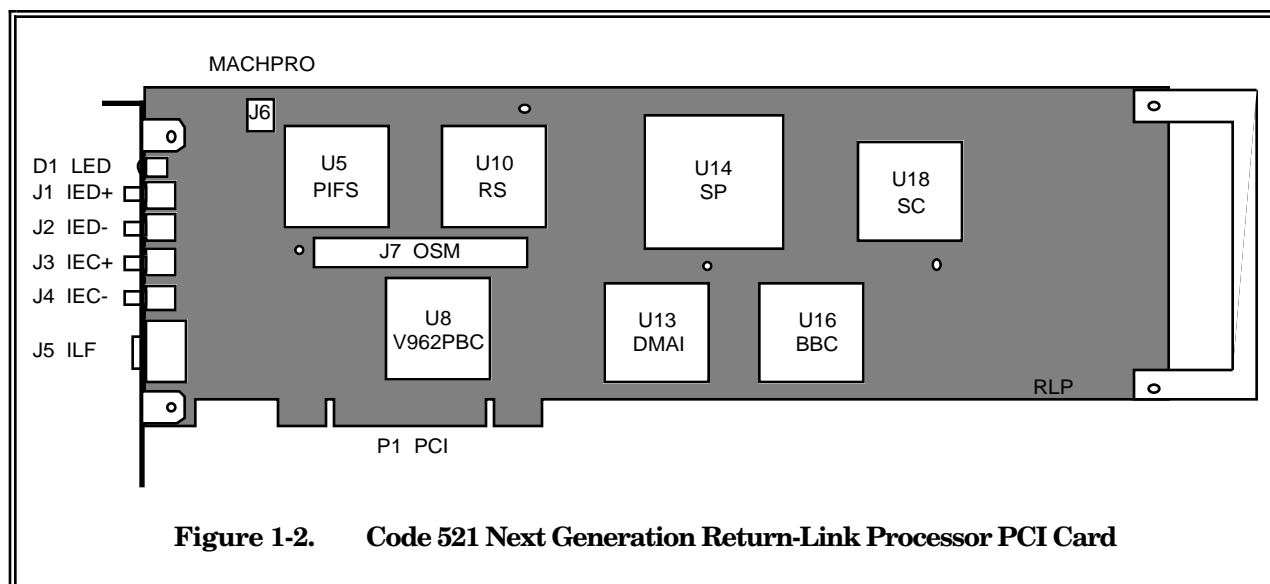 MACHPRO
J6
D1 LED
J1 IED+
J2 IED-
J3 IEC+
J4 IEC-
J5 ILF
U5
PIFS
U10
RS
U14
SP
U18
SC
J7 OSM
U8
V962PBC
U13
DMAI
U16
BBC
RLP
P1 PCI
Figure 1-2. Code 521 Next Generation Return-Link Processor PCI Card